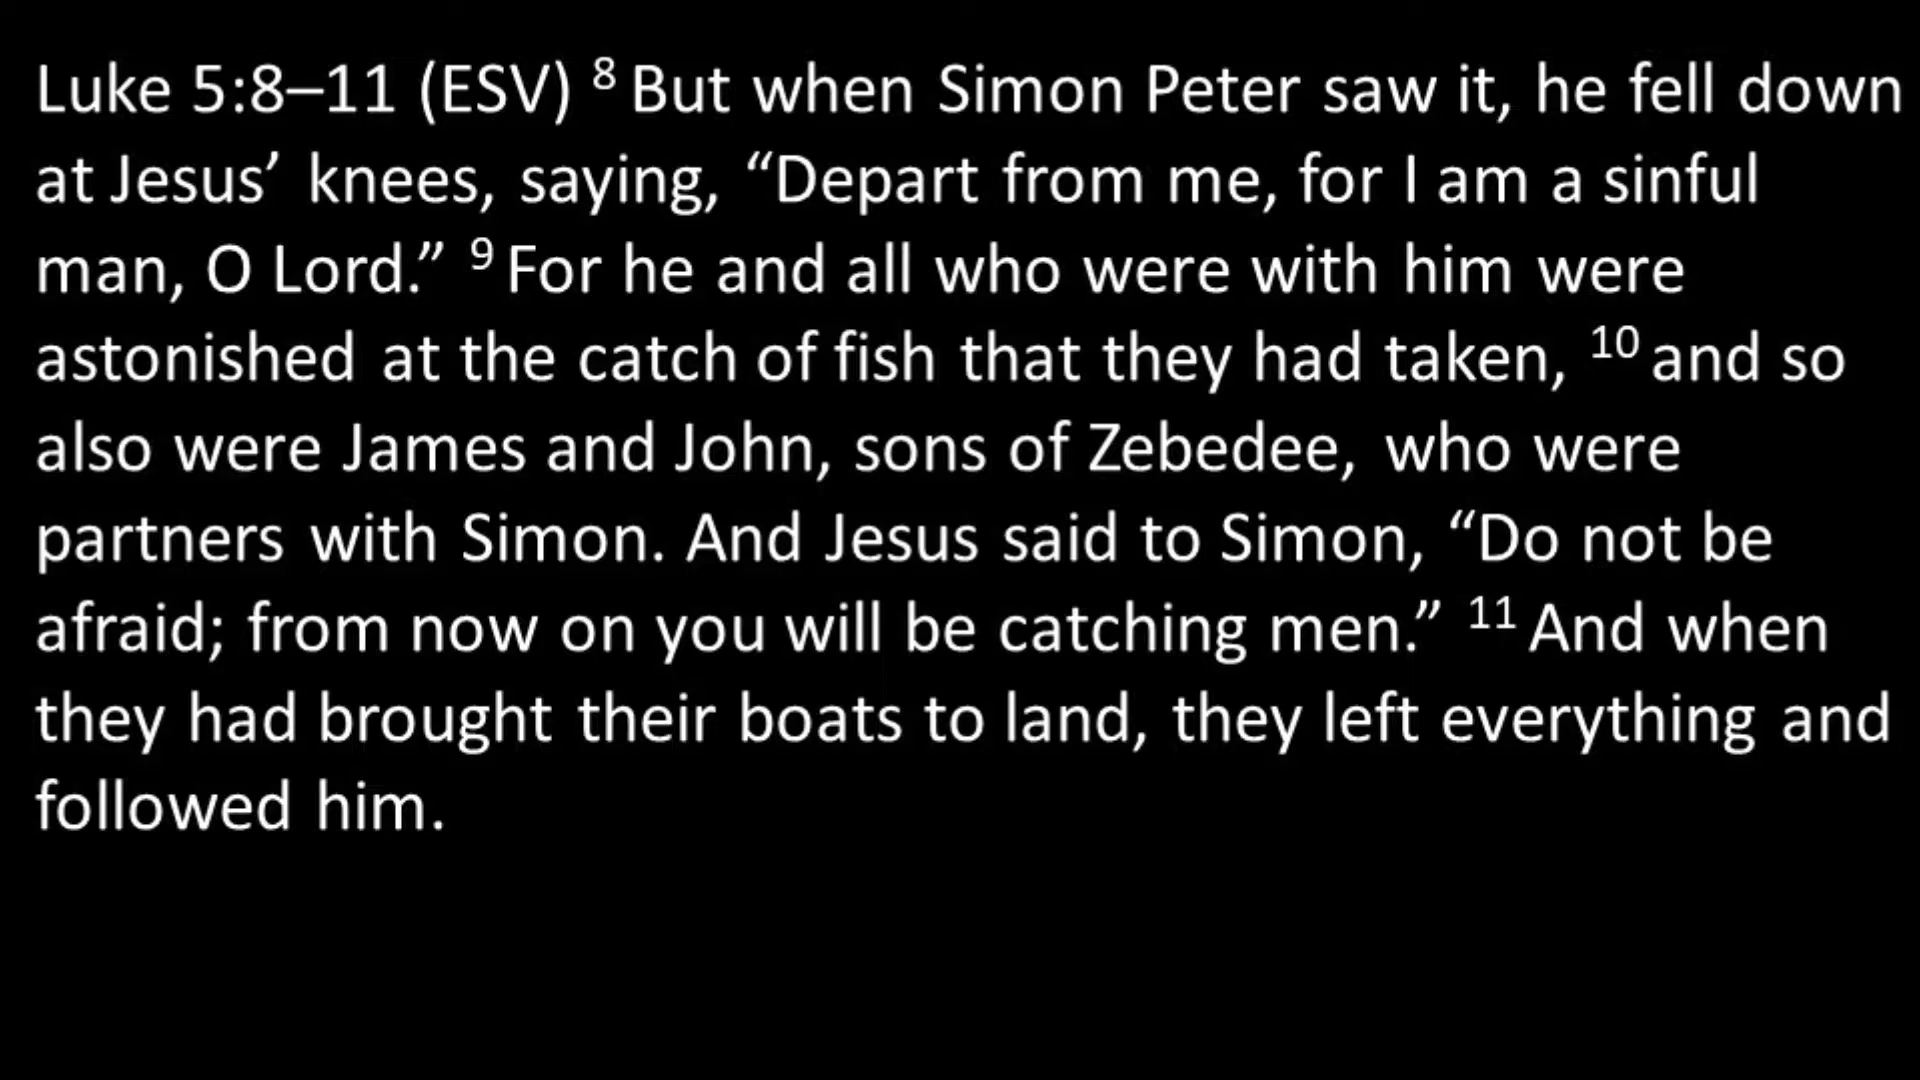 Luke 5:8–11 (ESV) ⁸ But when Simon Peter saw it, he fell down
at Jesus’ knees, saying, “Depart from me, for I am a sinful
man, O Lord.” ⁹ For he and all who were with him were
astonished at the catch of fish that they had taken, ¹⁰ and so
also were James and John, sons of Zebedee, who were
partners with Simon. And Jesus said to Simon, “Do not be
afraid; from now on you will be catching men.” ¹¹ And when
they had brought their boats to land, they left everything and
followed him.